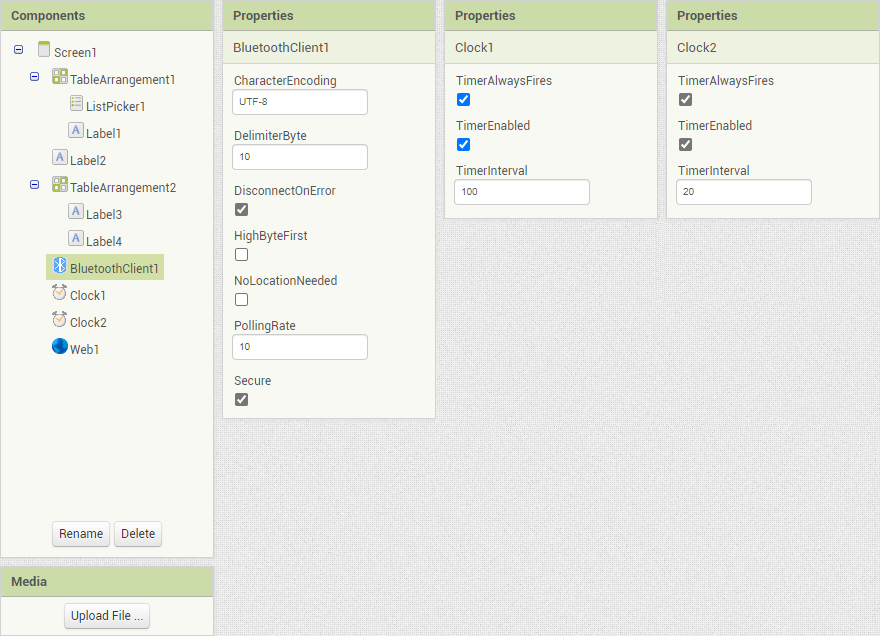 Components
Screen1
TableArrangement1
ListPicker1
A Label1
A Label2
TableArrangement2
A Label3
A Label4
BluetoothClient1
Clock1
Clock2
Web1
Rename Delete
Media
Upload File ...
Properties
BluetoothClient1
CharacterEncoding
UTF-8
DelimiterByte
10
DisconnectOnError
HighByteFirst
NoLocationNeeded
PollingRate
10
Secure
Properties
Clock1
TimerAlwaysFires
TimerEnabled
TimerInterval
100
Properties
Clock2
TimerAlwaysFires
TimerEnabled
TimerInterval
20